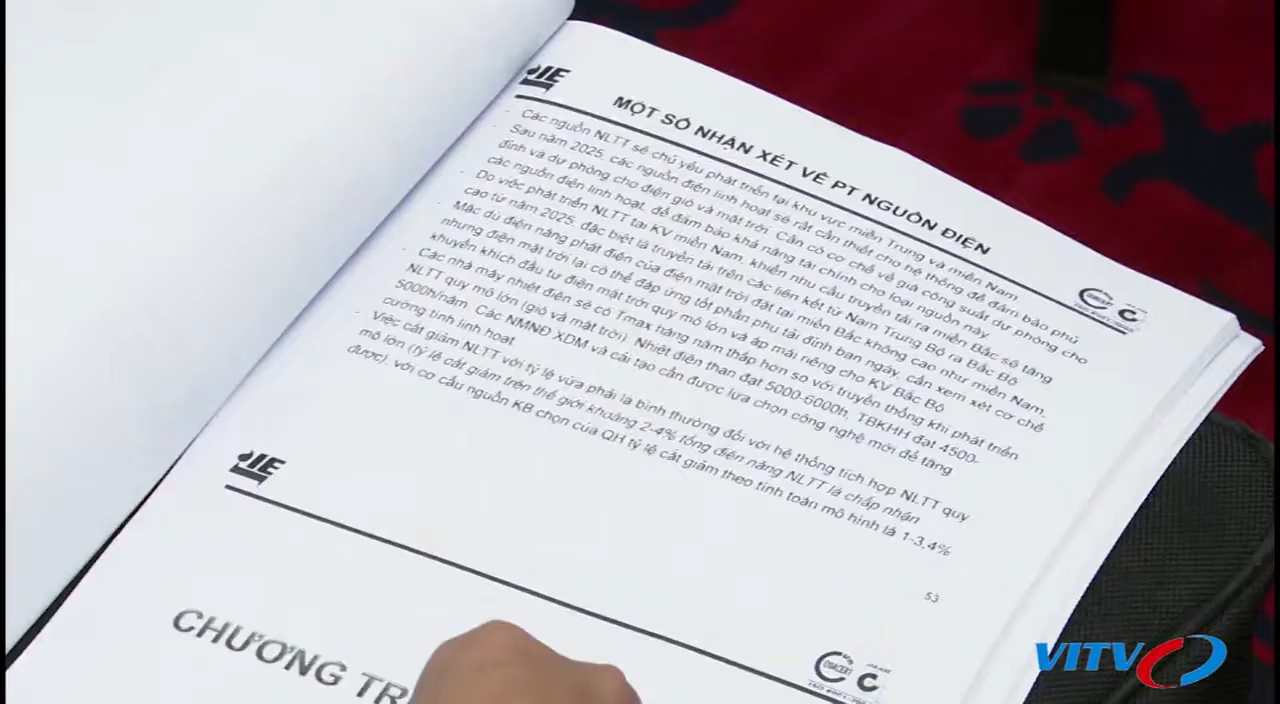 IE
MỘT SỐ NHẬN XÉT VỀ PT NGUỒN ĐIỆN
- Các nguồn NLTT sẽ chủ yếu phát triển tại khu vực miền Trung và miền Nam
- Sau năm 2025, các nguồn điện linh hoạt sẽ rất cần thiết cho hệ thống để đảm bảo phủ
đỉnh và dự phòng cho điện gió và mặt trời. Cần có cơ chế về giá công suất dự phòng cho
các nguồn điện linh hoạt, để đảm bảo khả năng tài chính cho loại nguồn này.
- Do việc phát triển NLTT tại KV miền Nam, khiến nhu cầu truyền tải ra miền Bắc sẽ tăng
cao từ năm 2025, đặc biệt là truyền tải trên các liên kết từ Nam Trung Bộ ra Bắc Bộ
- Mặc dù điện năng phát điện của điện mặt trời đặt tại miền Bắc không cao như miền Nam,
nhưng điện mặt trời lại có thể đáp ứng tốt phần phụ tải đỉnh ban ngày, cần xem xét cơ chế
khuyến khích đầu tư điện mặt trời quy mô lớn và áp mái riêng cho KV Bắc Bộ
- Các nhà máy nhiệt điện sẽ có Tmax hàng năm thấp hơn so với truyền thống khi phát triển
NLTT quy mô lớn (gió và mặt trời). Nhiệt điện than đạt 5000-6000h, TBKHH đạt 4500-
5000h/năm. Các NMNĐ XDM và cải tạo cần được lựa chọn công nghệ mới để tăng
cường tính linh hoạt
- Việc cắt giảm NLTT với tỷ lệ vừa phải là bình thường đối với hệ thống tích hợp NLTT quy
mô lớn (tỷ lệ cắt giảm trên thế giới khoảng 2-4% tổng điện năng NLTT là chấp nhận
được), với cơ cấu nguồn KB chọn của QH tỷ lệ cắt giảm theo tính toán mô hình là 1-3,4%
53
IE
CHƯƠNG TR
VITV